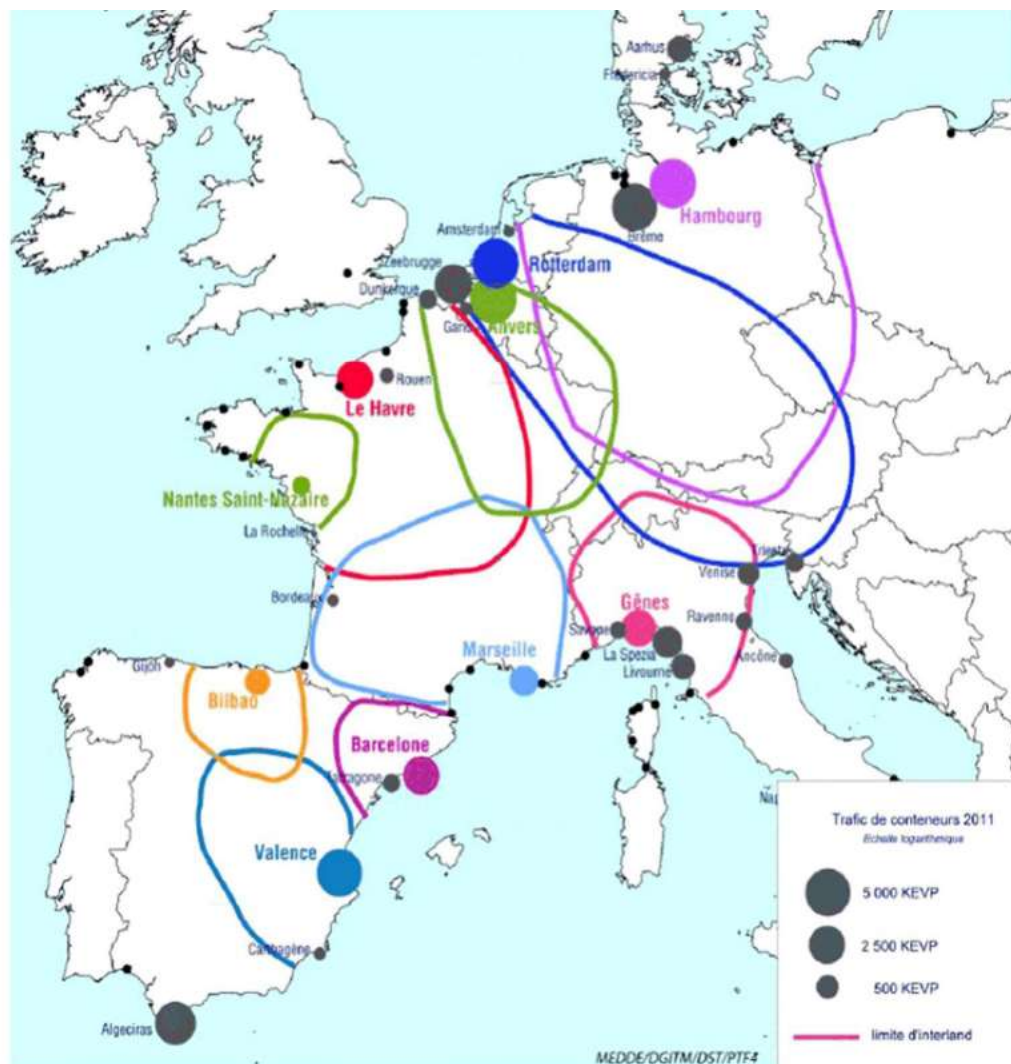 Aarhus
Fredericia
Hambourg
Brême
Amsterdam
Rotterdam
Zeebrugge
Dunkerque
Anvers
Gand
Rouen
Le Havre
Nantes Saint-Nazaire
La Rochelle
Bordeaux
Trieste
Venise
Gênes
Savone
Ravenne
Marseille
La Spezia
Livourne
Ancône
Gijón
Bilbao
Barcelone
Tarragone
Valence
Carthagène
Algeciras
Trafic de conteneurs 2011
Echelle logarithmique
5 000 KEVP
2 500 KEVP
500 KEVP
limite d'interland
MEDDE/DGITM/DST/PTF4